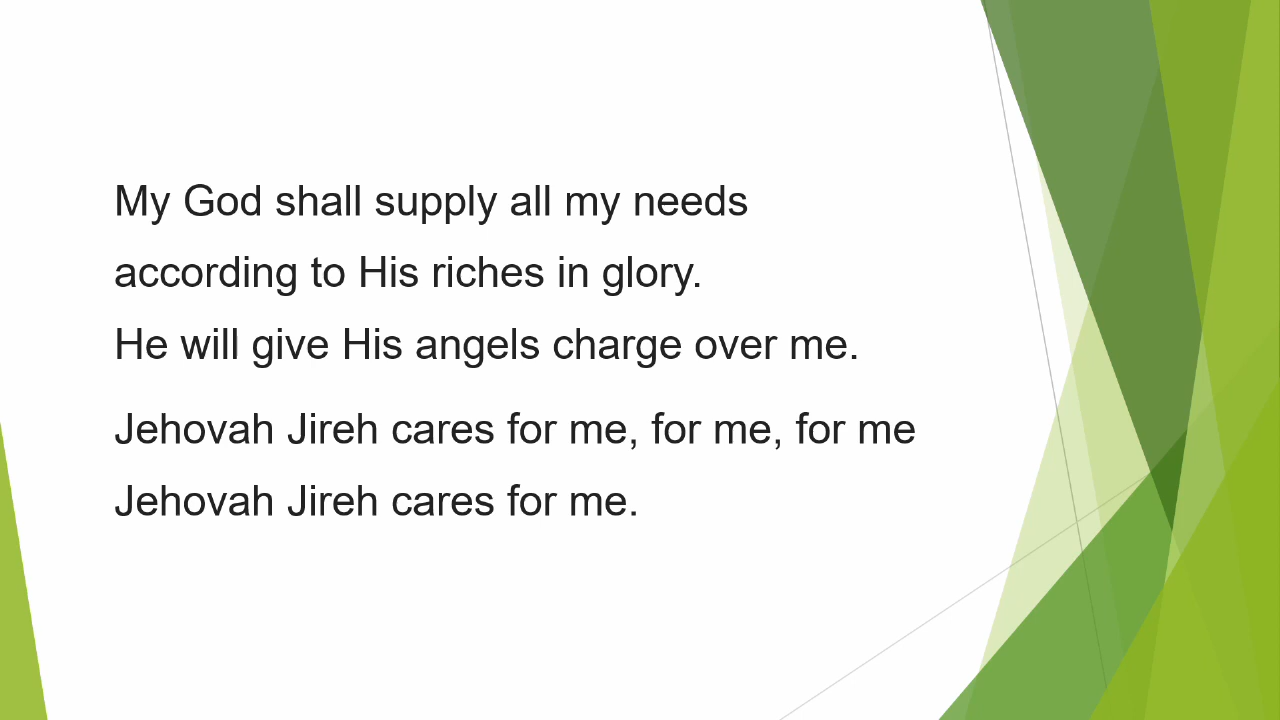 My God shall supply all my needs
according to His riches in glory.
He will give His angels charge over me.
Jehovah Jireh cares for me, for me, for me
Jehovah Jireh cares for me.